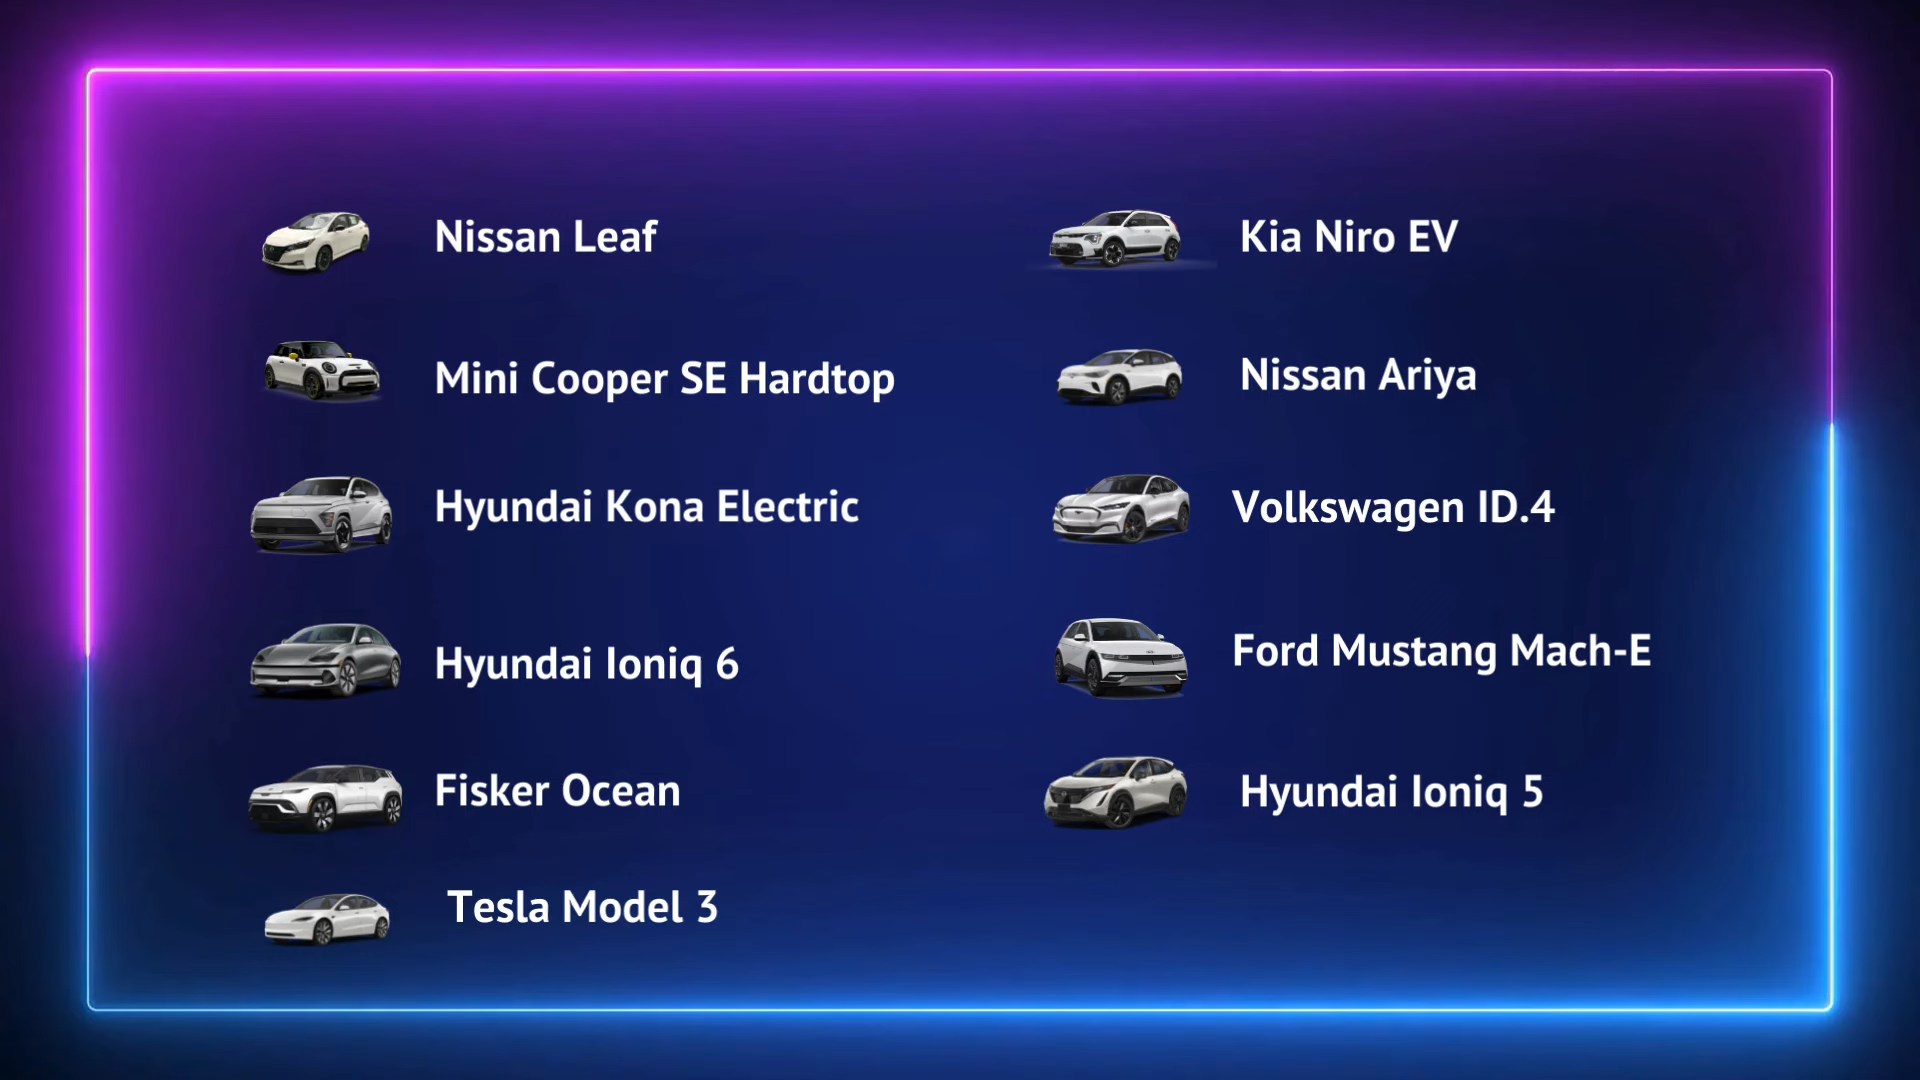 Nissan Leaf
Mini Cooper SE Hardtop
Hyundai Kona Electric
Hyundai Ioniq 6
Fisker Ocean
Tesla Model 3
Kia Niro EV
Nissan Ariya
Volkswagen ID.4
Ford Mustang Mach-E
Hyundai Ioniq 5